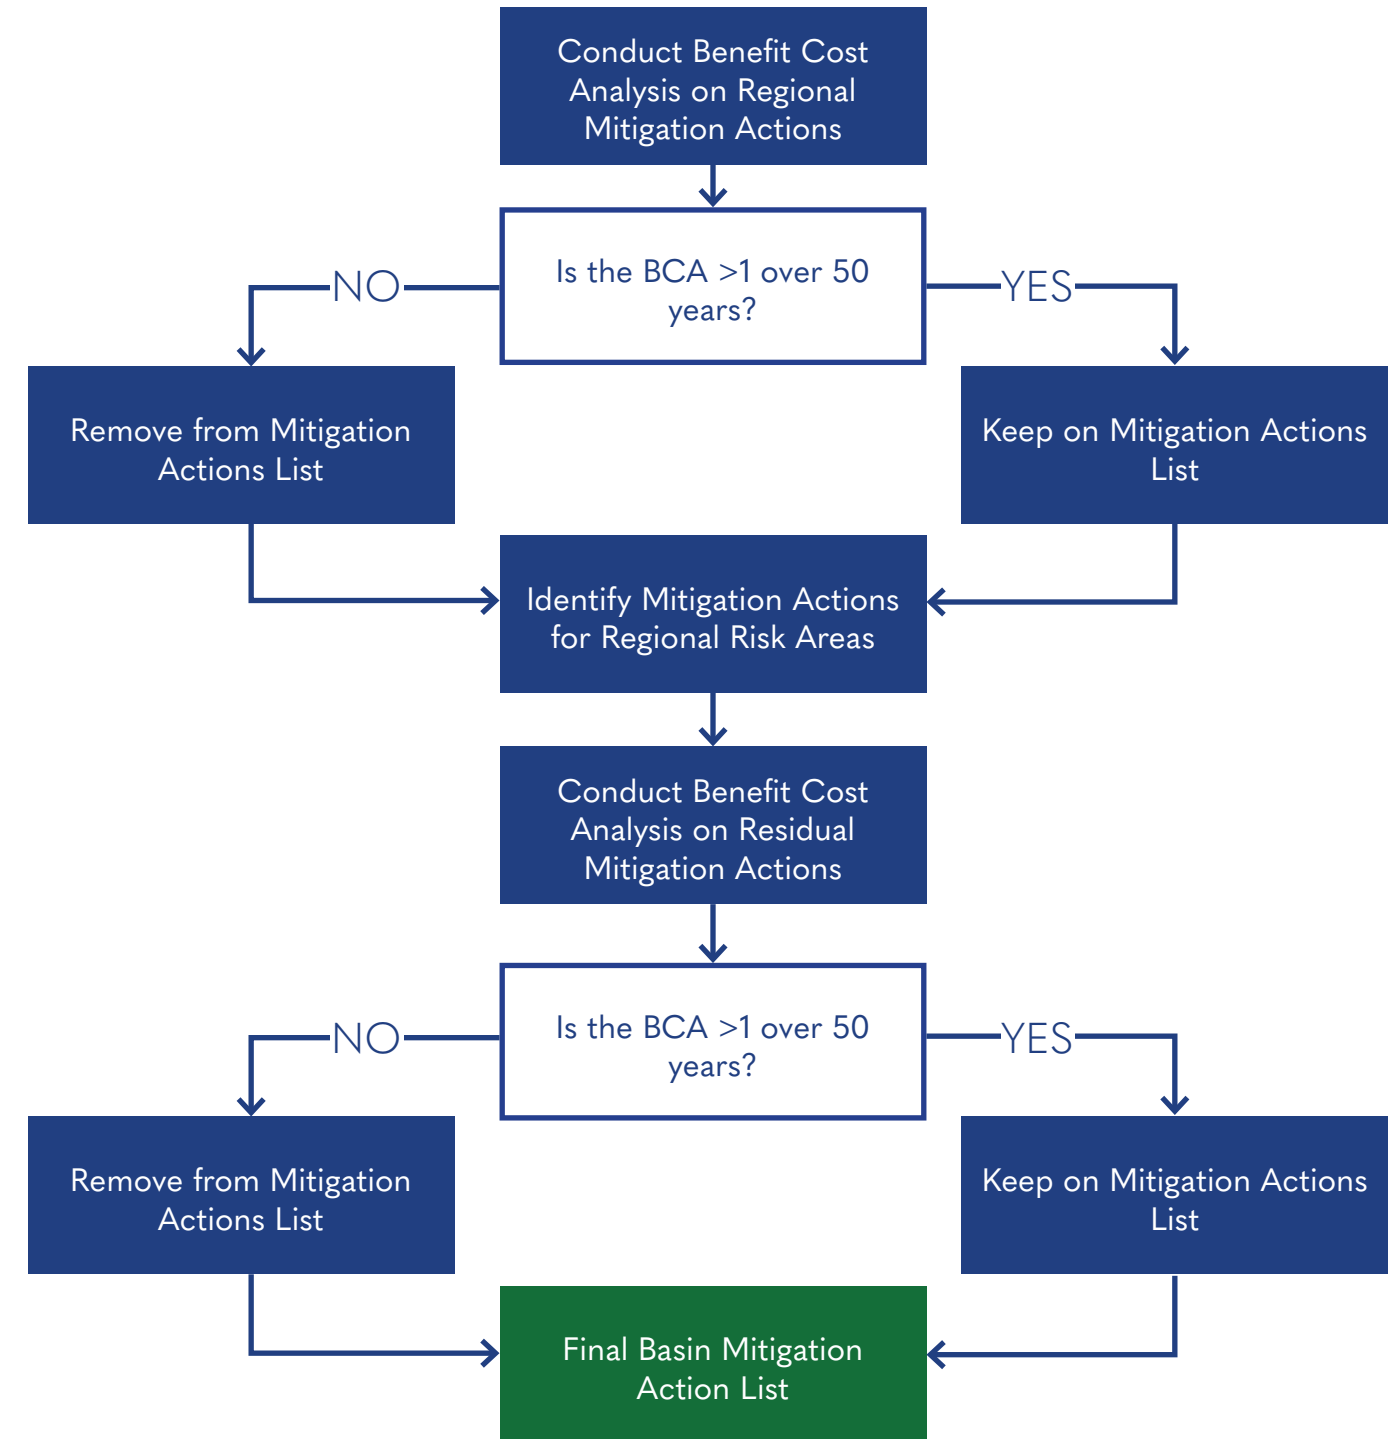 Conduct Benefit Cost
Analysis on Regional
Mitigation Actions
Is the BCA >1 over 50
years?
NO
YES
Remove from Mitigation
Actions List
Keep on Mitigation Actions
List
Identify Mitigation Actions
for Regional Risk Areas
Conduct Benefit Cost
Analysis on Residual
Mitigation Actions
Is the BCA >1 over 50
years?
NO
YES
Remove from Mitigation
Actions List
Keep on Mitigation Actions
List
Final Basin Mitigation
Action List